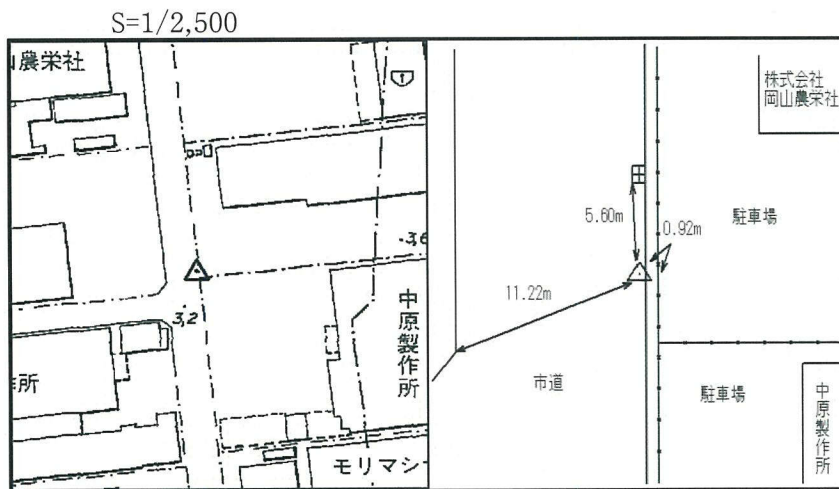 S=1/2,500
農栄社
3,2
中原製作所
所
モリマシ
株式会社
岡山農栄社
5.60m
0.92m
駐車場
11.22m
市道
駐車場
中原製作所